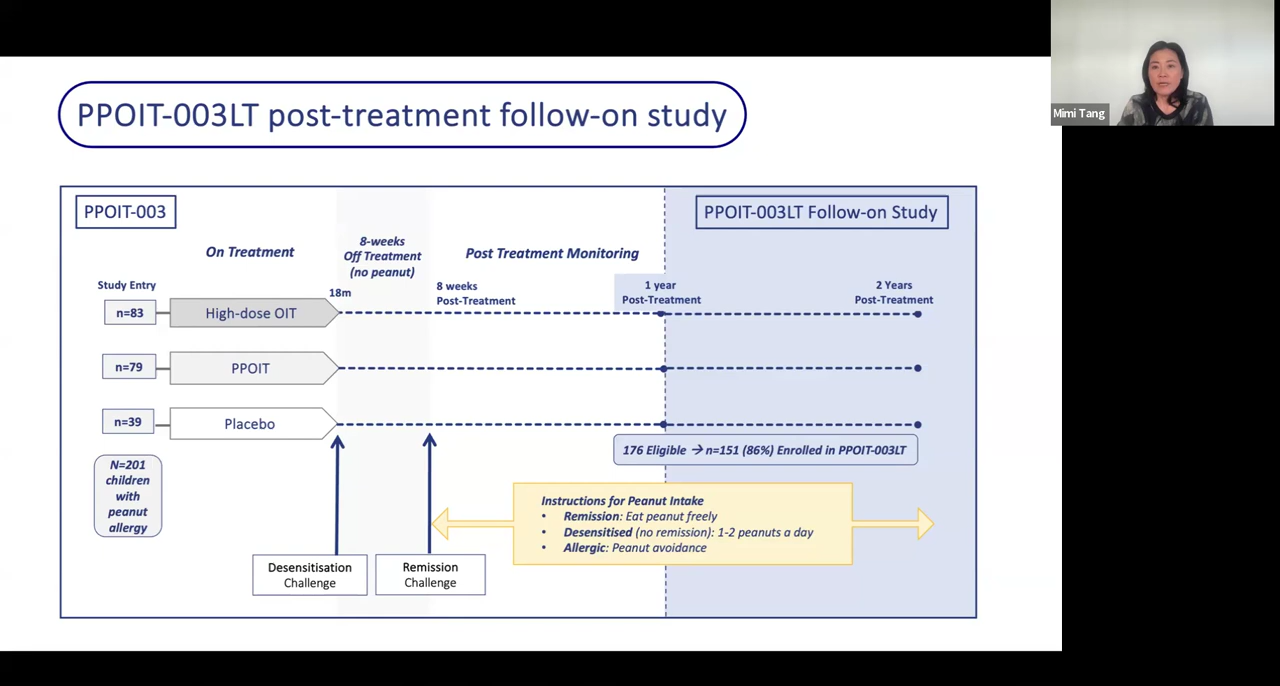 Mimi Tang
PPOIT-003LT post-treatment follow-on study
PPOIT-003
PPOIT-003LT Follow-on Study
On Treatment
8-weeks
Off Treatment
(no peanut)
Post Treatment Monitoring
Study Entry
18m
8 weeks
Post-Treatment
1 year
Post-Treatment
2 Years
Post-Treatment
n=83
High-dose OIT
n=79
PPOIT
n=39
Placebo
176 Eligible → n=151 (86%) Enrolled in PPOIT-003LT
N=201
children
with
peanut
allergy
Instructions for Peanut Intake
• Remission: Eat peanut freely
• Desensitised (no remission): 1-2 peanuts a day
• Allergic: Peanut avoidance
Desensitisation
Challenge
Remission
Challenge